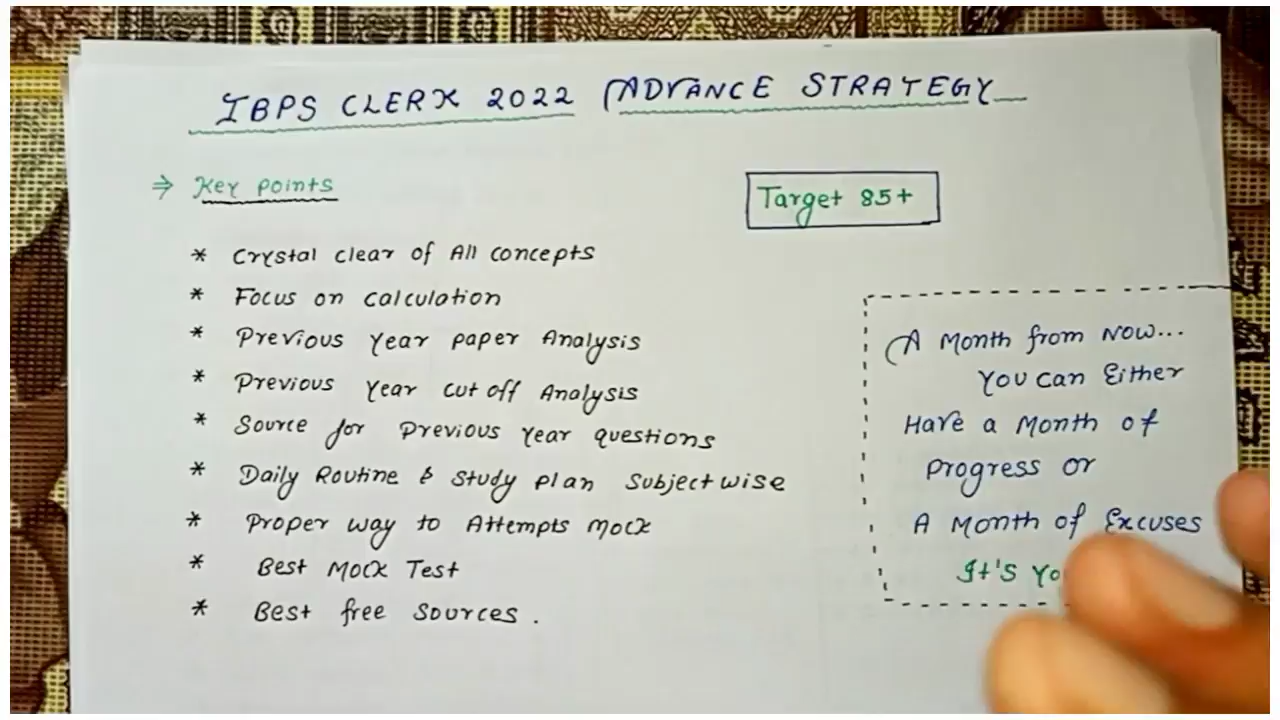 IBPS CLERK 2022 ADVANCE STRATEGY
⇒ Key points
Target 85+
* Crystal clear of All concepts
* Focus on calculation
* Previous Year paper Analysis
* Previous Year cut off Analysis
* Source for Previous Year questions
* Daily Routine & Study plan Subject wise
* Proper way to Attempts Mock
* Best Mock Test
* Best free sources.
A Month from Now...
You can Either
Have a Month of
Progress or
A Month of Excuses
It's